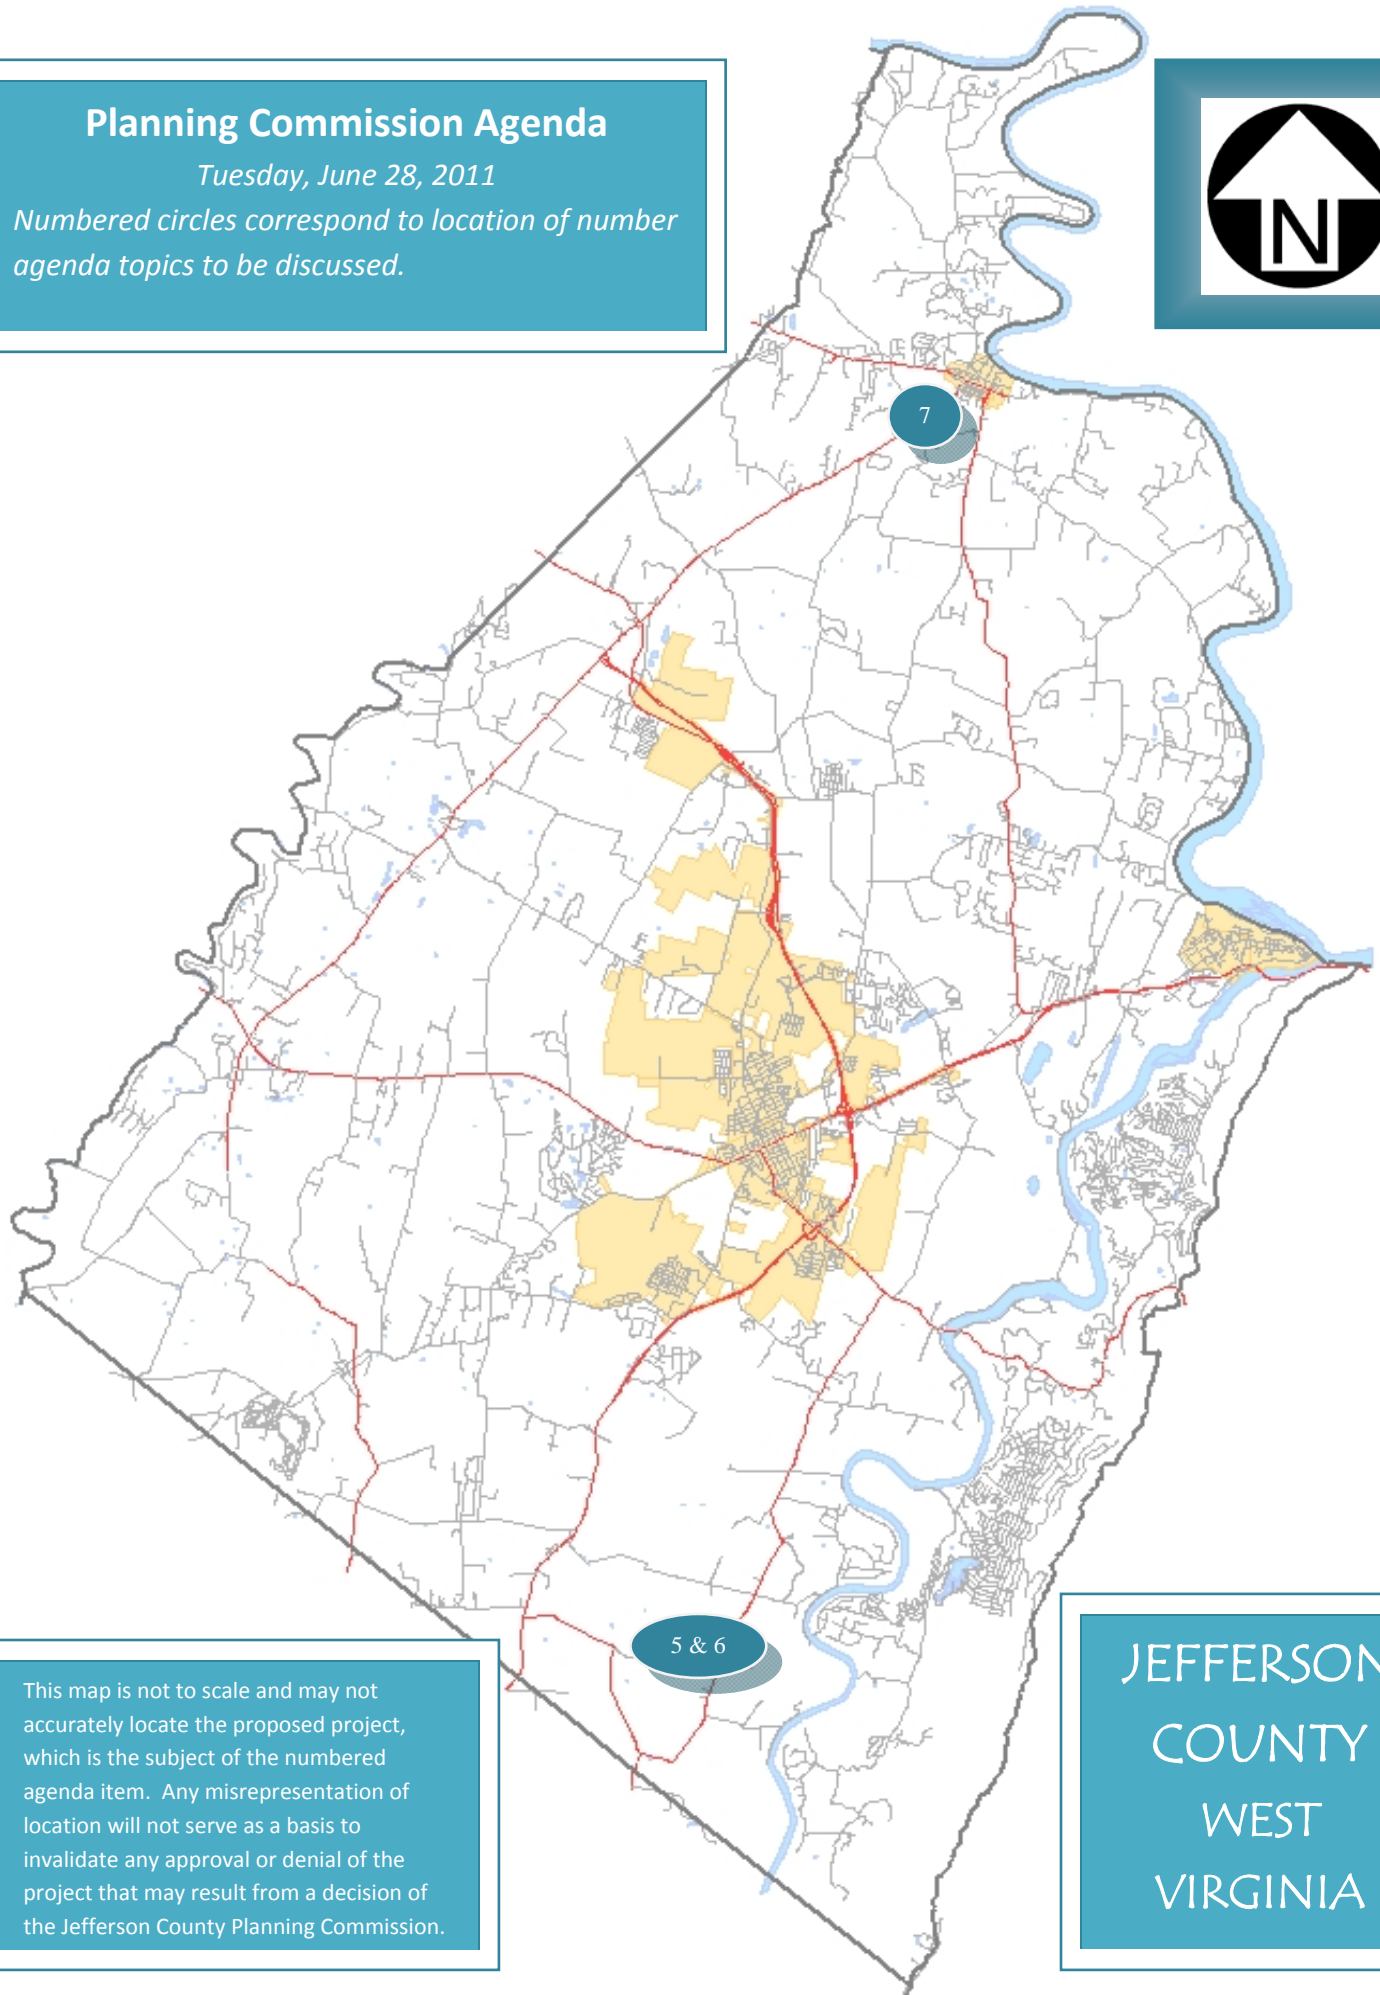 Planning Commission Agenda
Tuesday, June 28, 2011
Numbered circles correspond to location of number
agenda topics to be discussed.
N
7
5 & 6
This map is not to scale and may not
accurately locate the proposed project,
which is the subject of the numbered
agenda item. Any misrepresentation of
location will not serve as a basis to
invalidate any approval or denial of the
project that may result from a decision of
the Jefferson County Planning Commission.
JEFFERSON
COUNTY
WEST
VIRGINIA